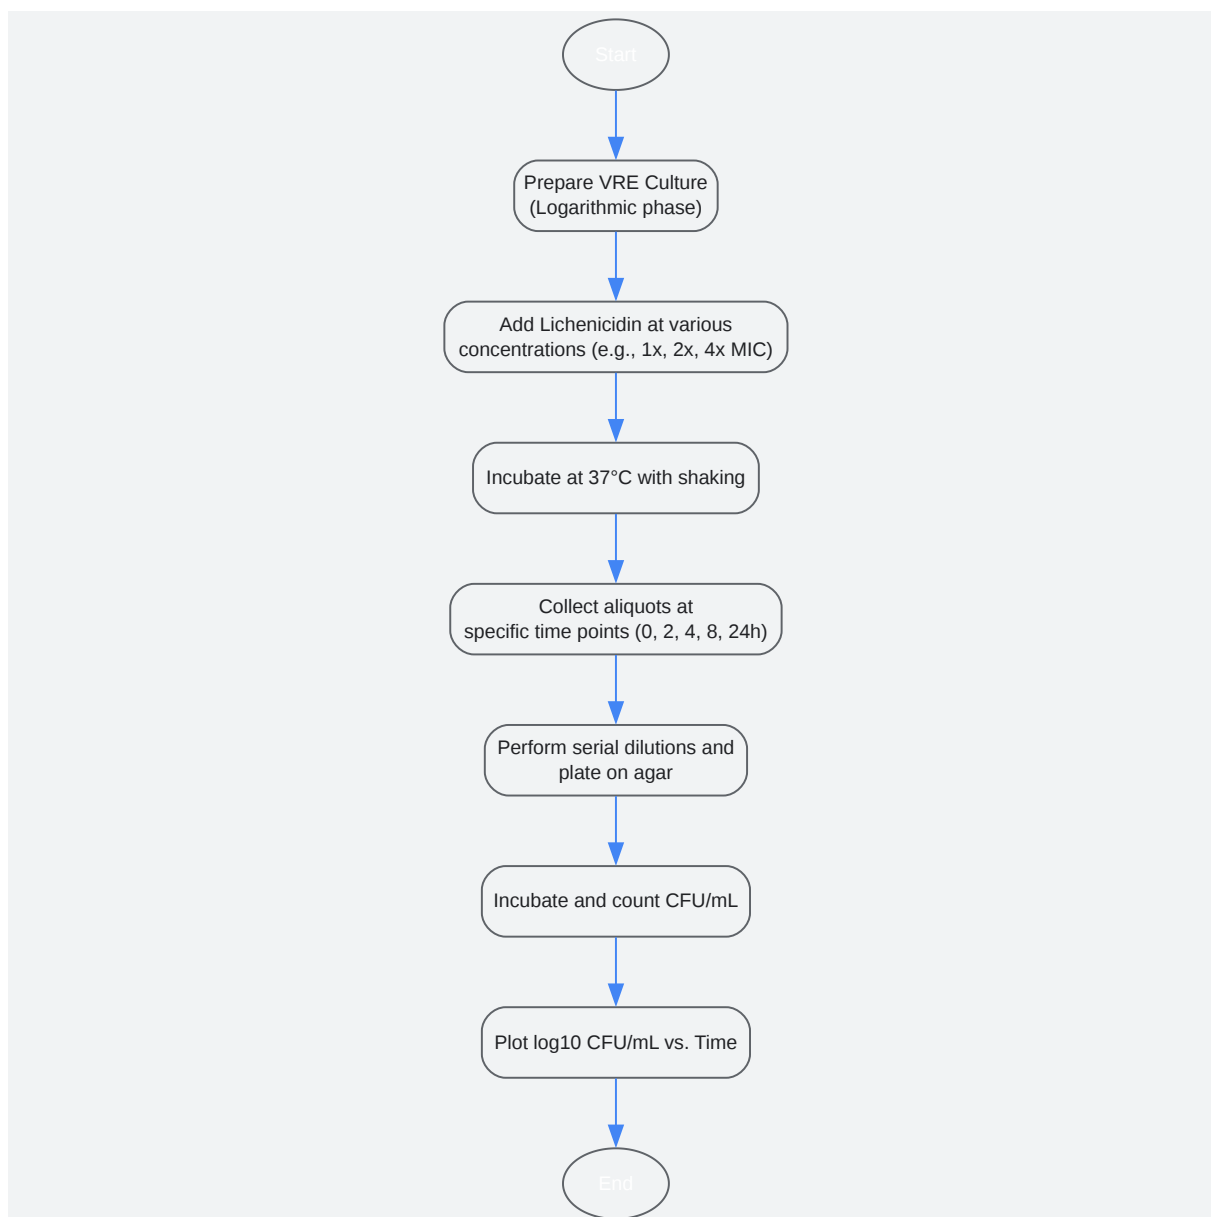 Start
Prepare VRE Culture
(Logarithmic phase)
Add Lichenicidin at various
concentrations (e.g., 1x, 2x, 4x MIC)
Incubate at 37°C with shaking
Collect aliquots at
specific time points (0, 2, 4, 8, 24h)
Perform serial dilutions and
plate on agar
Incubate and count CFU/mL
Plot log10 CFU/mL vs. Time
End